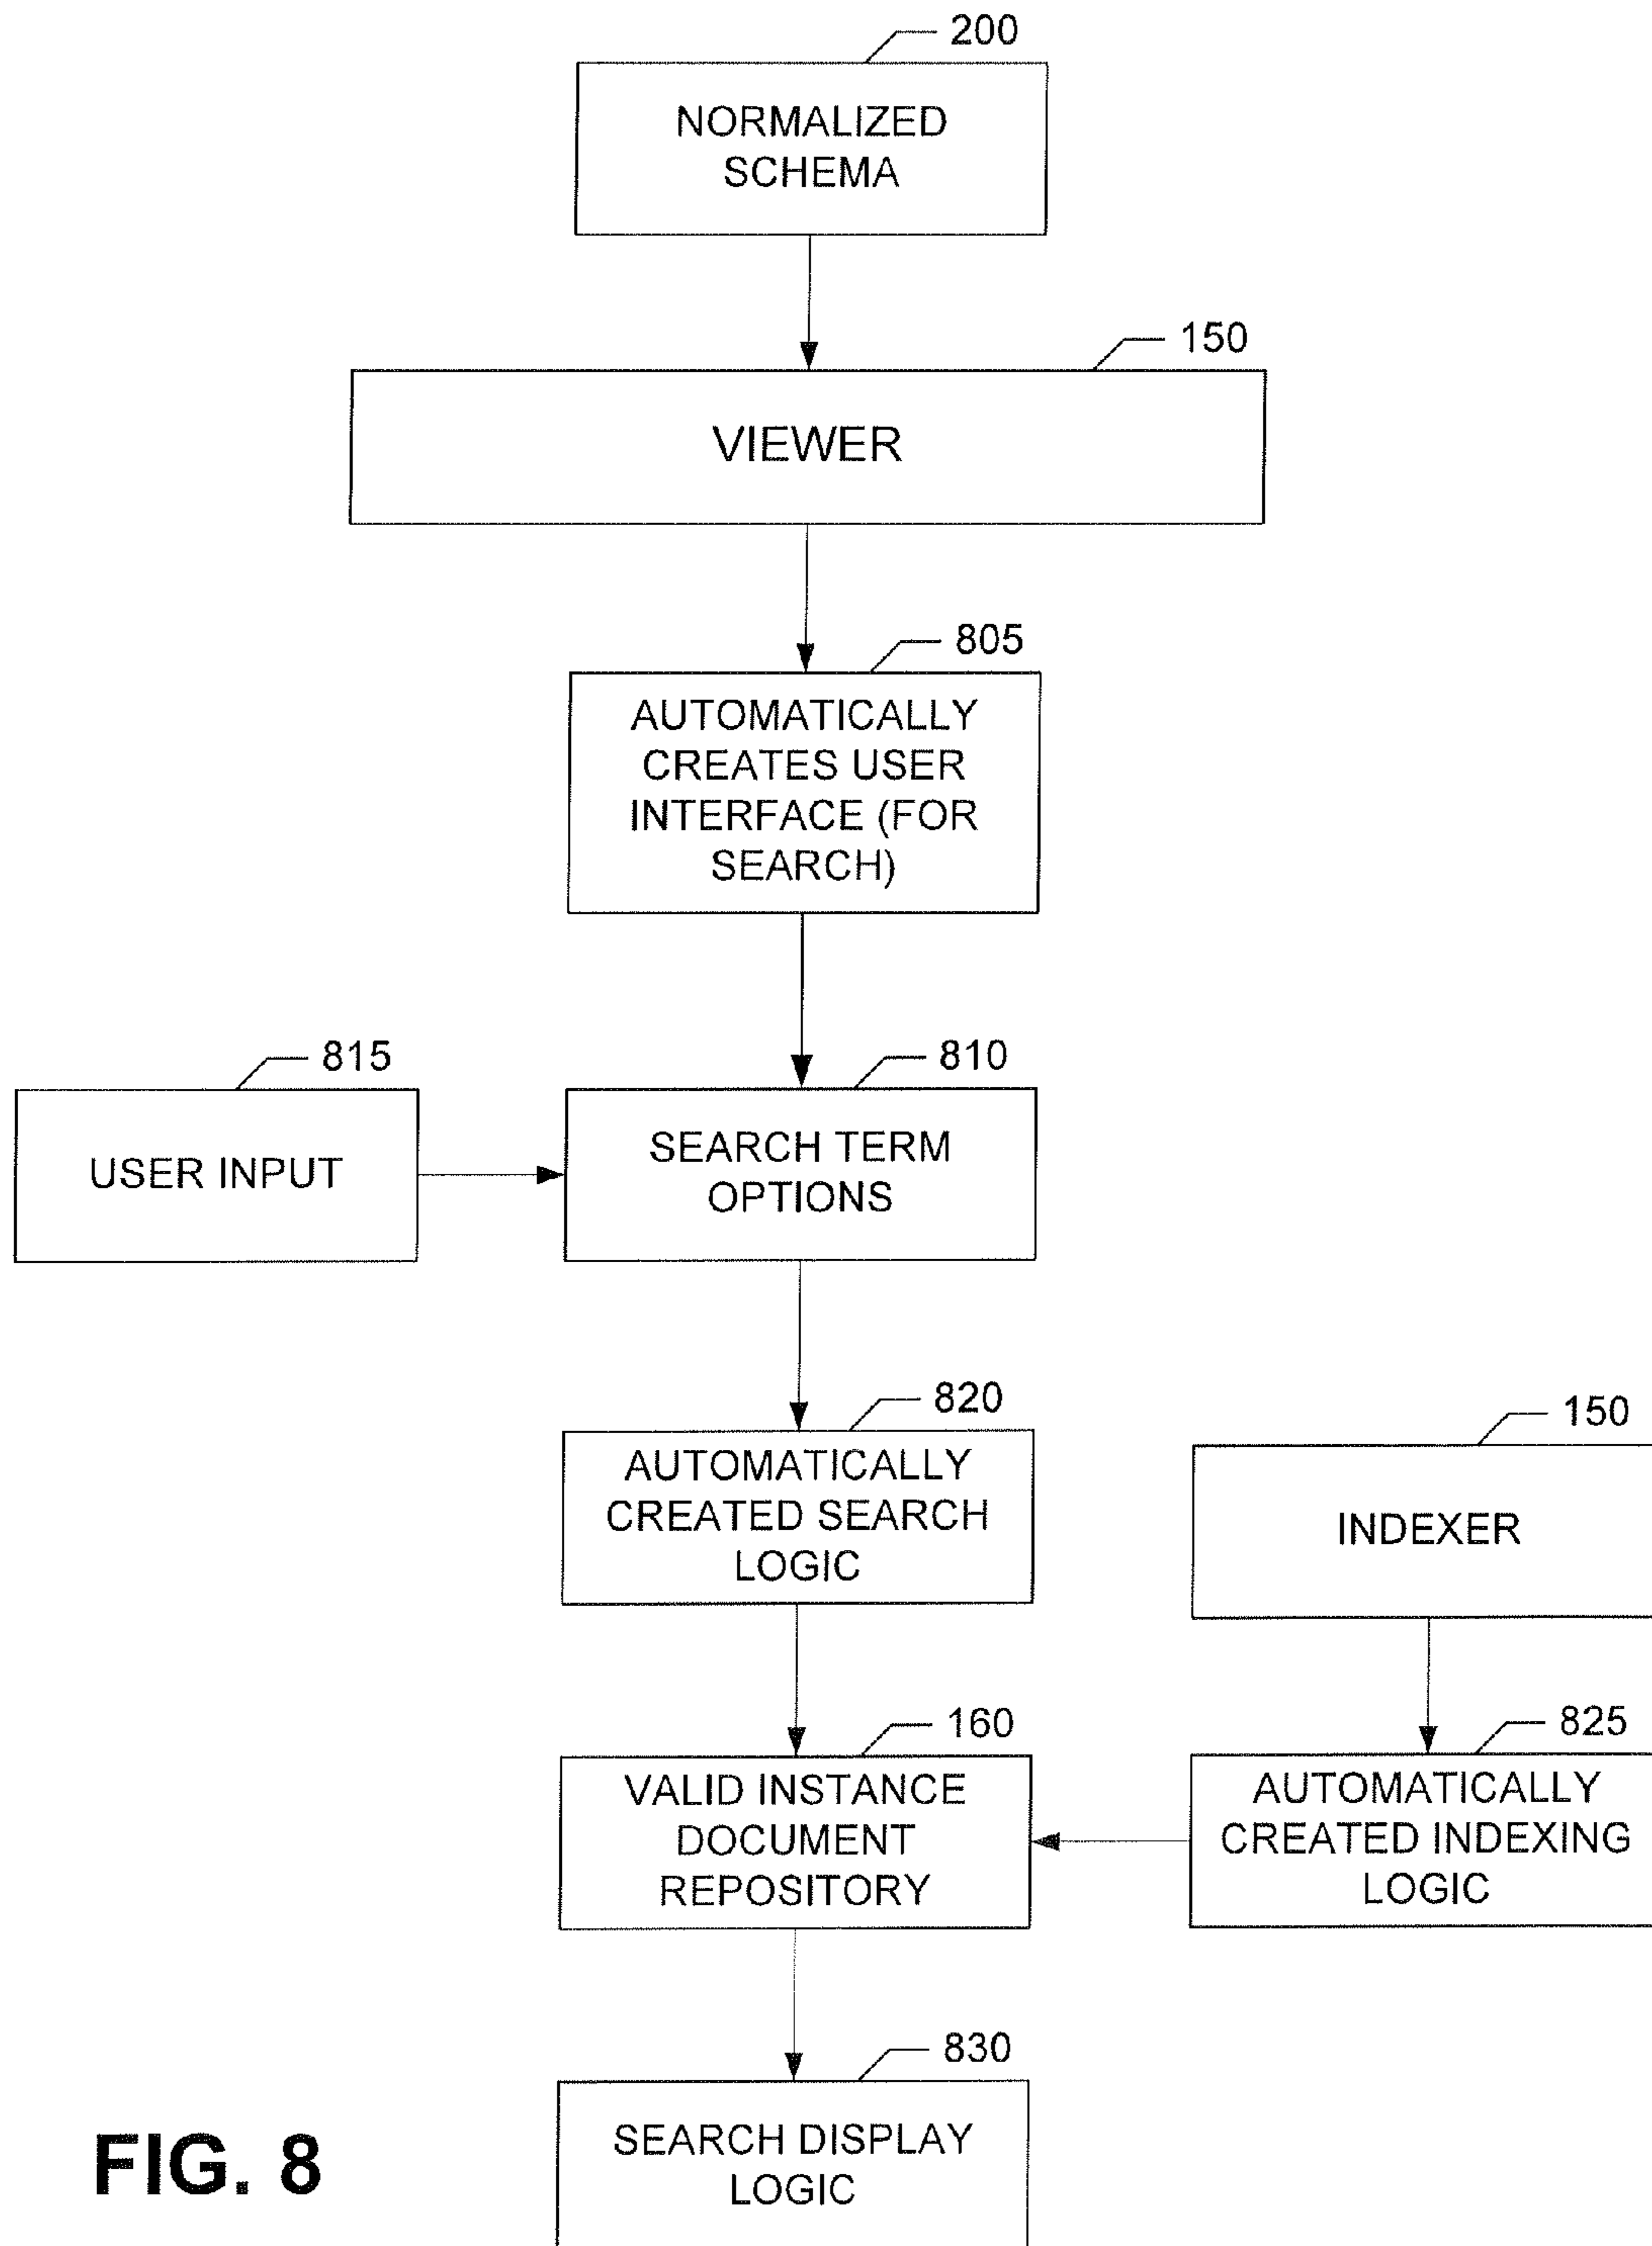 200
NORMALIZED
SCHEMA
150
VIEWER
805
AUTOMATICALLY
CREATES USER
INTERFACE (FOR
SEARCH)
815
USER INPUT
810
SEARCH TERM
OPTIONS
820
AUTOMATICALLY
CREATED SEARCH
LOGIC
150
INDEXER
160
VALID INSTANCE
DOCUMENT
REPOSITORY
825
AUTOMATICALLY
CREATED INDEXING
LOGIC
830
SEARCH DISPLAY
LOGIC
FIG. 8